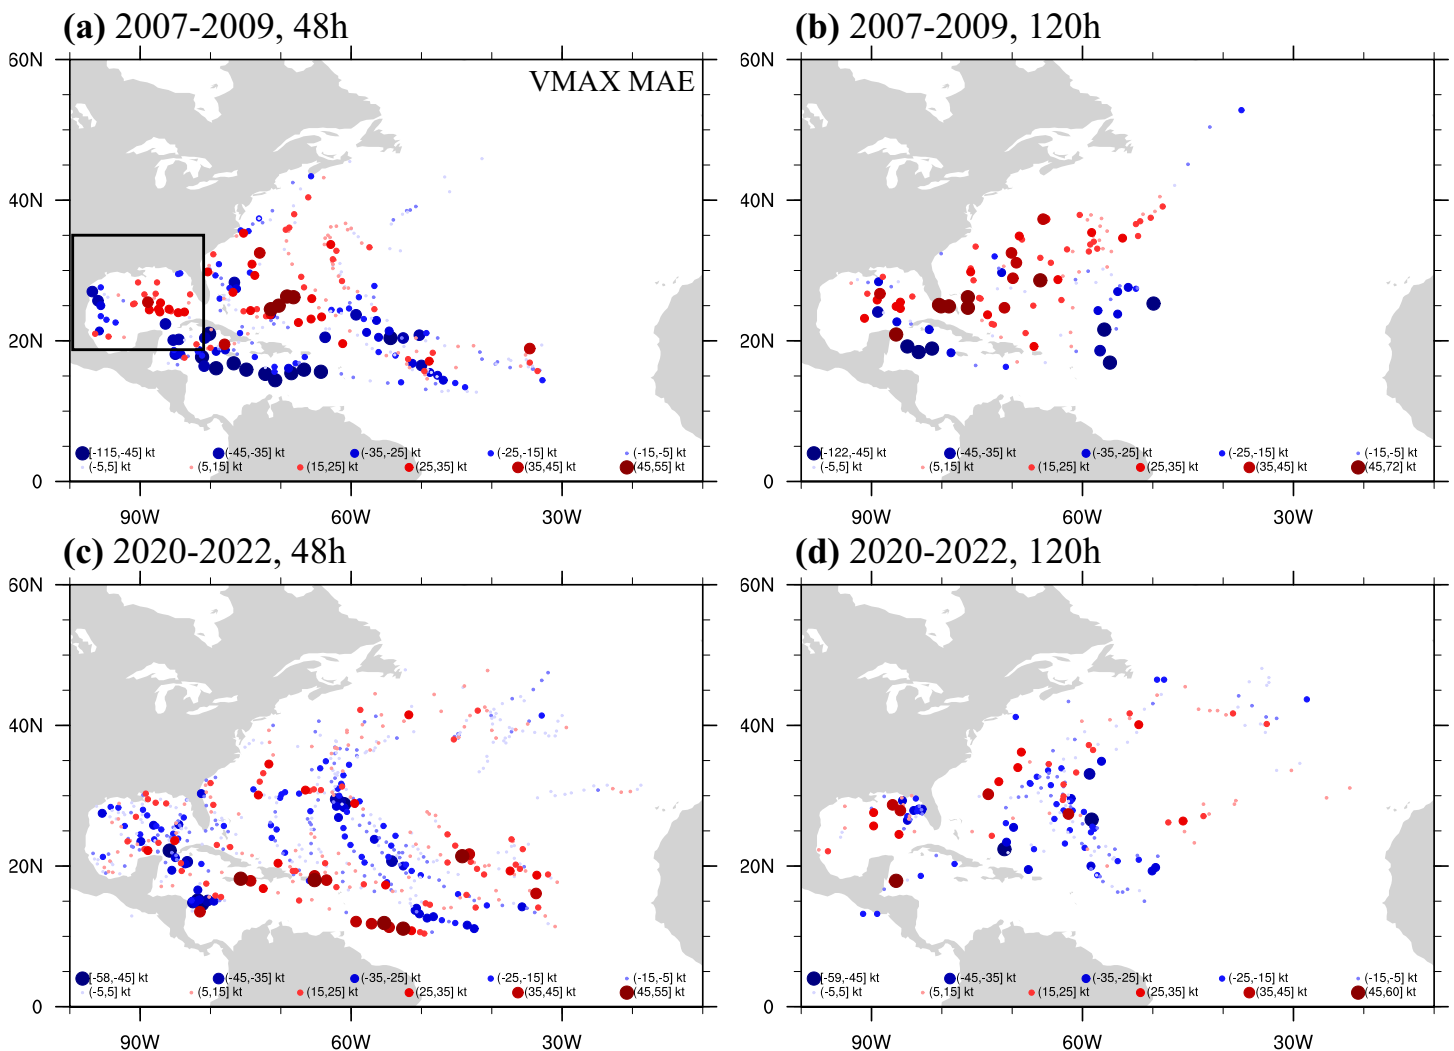 (a) 2007-2009, 48h
(b) 2007-2009, 120h
60N
VMAX MAE
40N
20N
[-115,-45] kt
(-45,-35] kt
(-35,-25] kt
(-25,-15] kt
(-15,-5] kt
(-5,5] kt
(5,15] kt
(15,25] kt
(25,35] kt
(35,45] kt
(45,55] kt
0
90W
60W
30W
60N
40N
20N
[-122,-45] kt
(-45,-35] kt
(-35,-25] kt
(-25,-15] kt
(-15,-5] kt
(-5,5] kt
(5,15] kt
(15,25] kt
(25,35] kt
(35,45] kt
(45,72] kt
0
90W
60W
30W
(c) 2020-2022, 48h
(d) 2020-2022, 120h
60N
40N
20N
[-58,-45] kt
(-45,-35] kt
(-35,-25] kt
(-25,-15] kt
(-15,-5] kt
(-5,5] kt
(5,15] kt
(15,25] kt
(25,35] kt
(35,45] kt
(45,55] kt
0
90W
60W
30W
60N
40N
20N
[-59,-45] kt
(-45,-35] kt
(-35,-25] kt
(-25,-15] kt
(-15,-5] kt
(-5,5] kt
(5,15] kt
(15,25] kt
(25,35] kt
(35,45] kt
(45,60] kt
0
90W
60W
30W